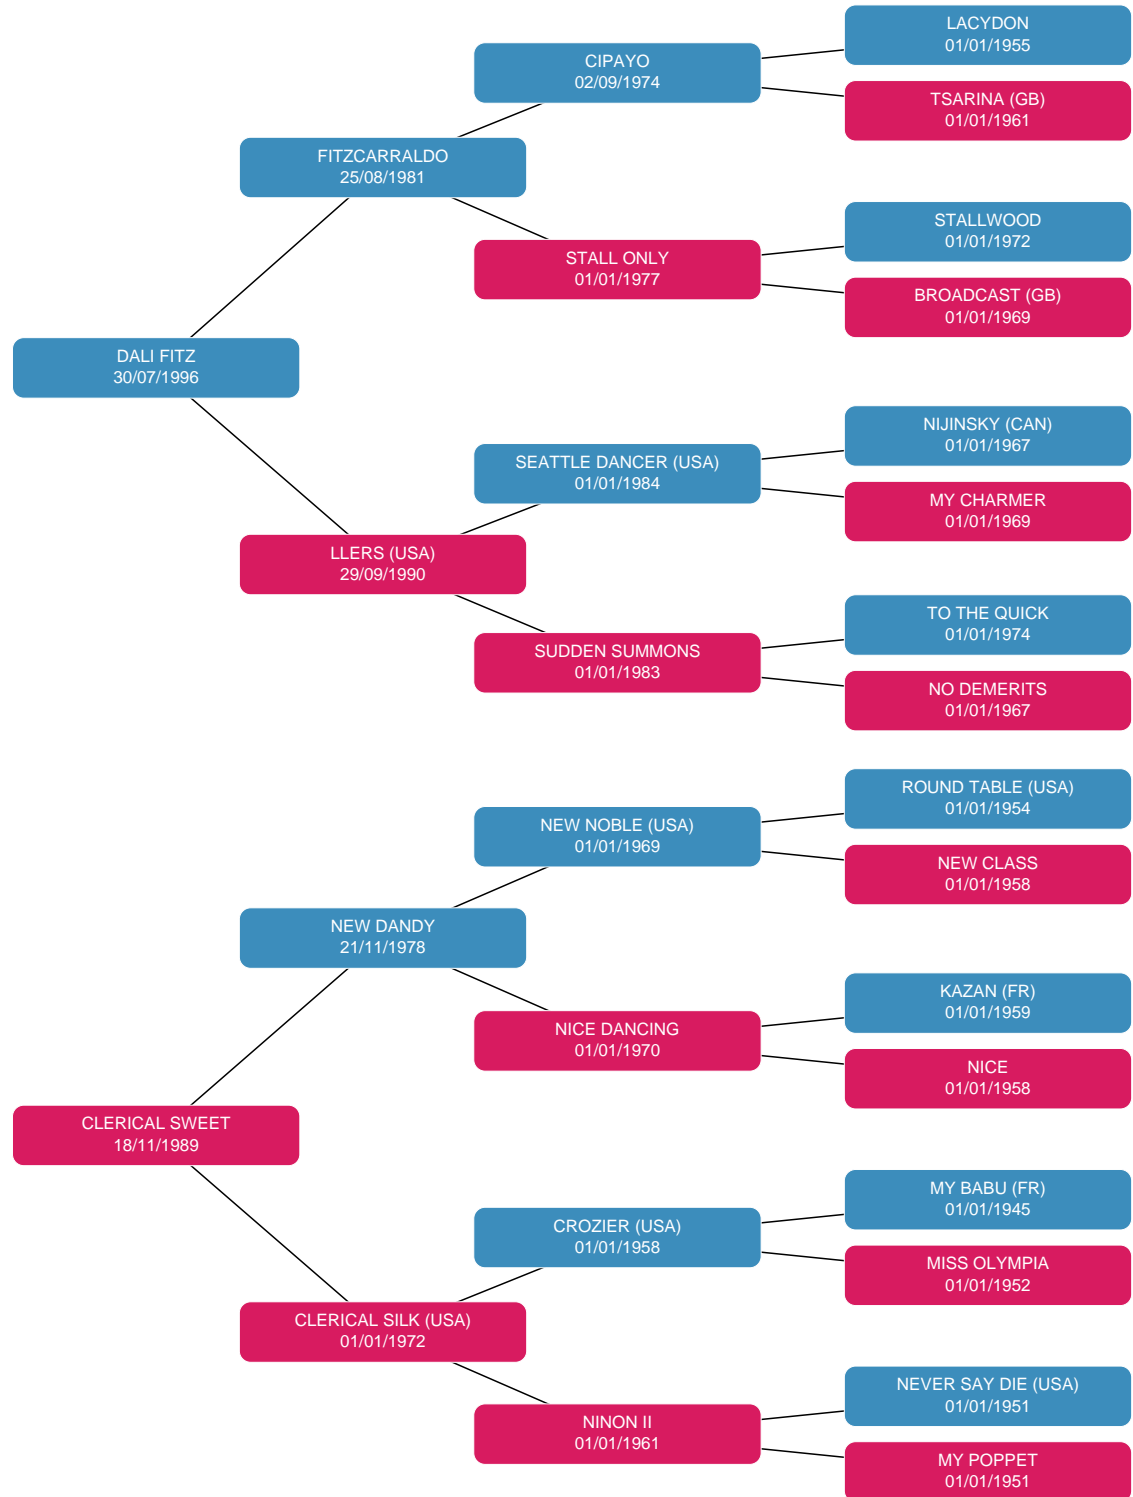 LACYDON
01/01/1955
CIPAYO
02/09/1974
TSARINA (GB)
01/01/1961
FITZCARRALDO
25/08/1981
STALLWOOD
01/01/1972
STALL ONLY
01/01/1977
BROADCAST (GB)
01/01/1969
DALI FITZ
30/07/1996
NIJINSKY (CAN)
01/01/1967
SEATTLE DANCER (USA)
01/01/1984
MY CHARMER
01/01/1969
LLERS (USA)
29/09/1990
TO THE QUICK
01/01/1974
SUDDEN SUMMONS
01/01/1983
NO DEMERITS
01/01/1967
ROUND TABLE (USA)
01/01/1954
NEW NOBLE (USA)
01/01/1969
NEW CLASS
01/01/1958
NEW DANDY
21/11/1978
KAZAN (FR)
01/01/1959
NICE DANCING
01/01/1970
NICE
01/01/1958
CLERICAL SWEET
18/11/1989
MY BABU (FR)
01/01/1945
CROZIER (USA)
01/01/1958
MISS OLYMPIA
01/01/1952
CLERICAL SILK (USA)
01/01/1972
NEVER SAY DIE (USA)
01/01/1951
NINON II
01/01/1961
MY POPPET
01/01/1951